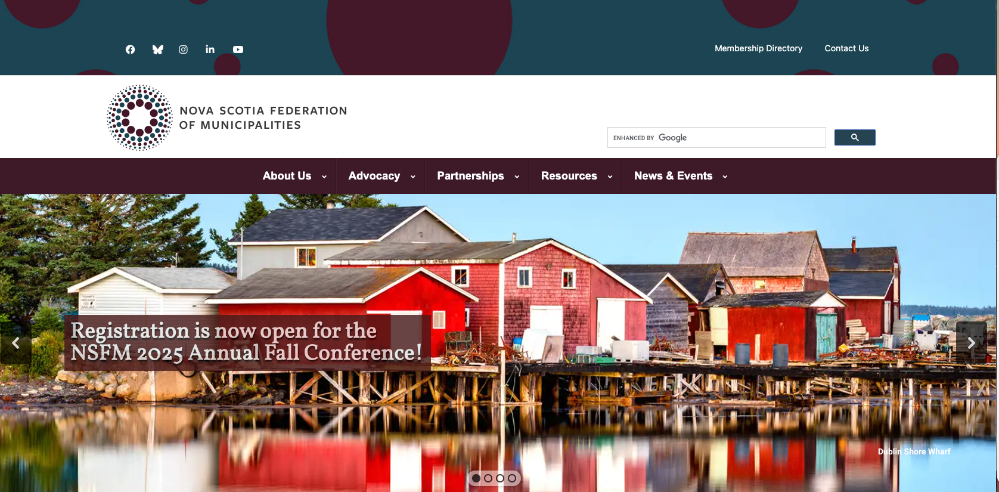 Membership Directory
Contact Us
NOVA SCOTIA FEDERATION
OF MUNICIPALITIES
ENHANCED BY Google
About Us
Advocacy
Partnerships
Resources
News & Events
Registration is now open for the
NSFM 2025 Annual Fall Conference!
Dublin Shore Wharf